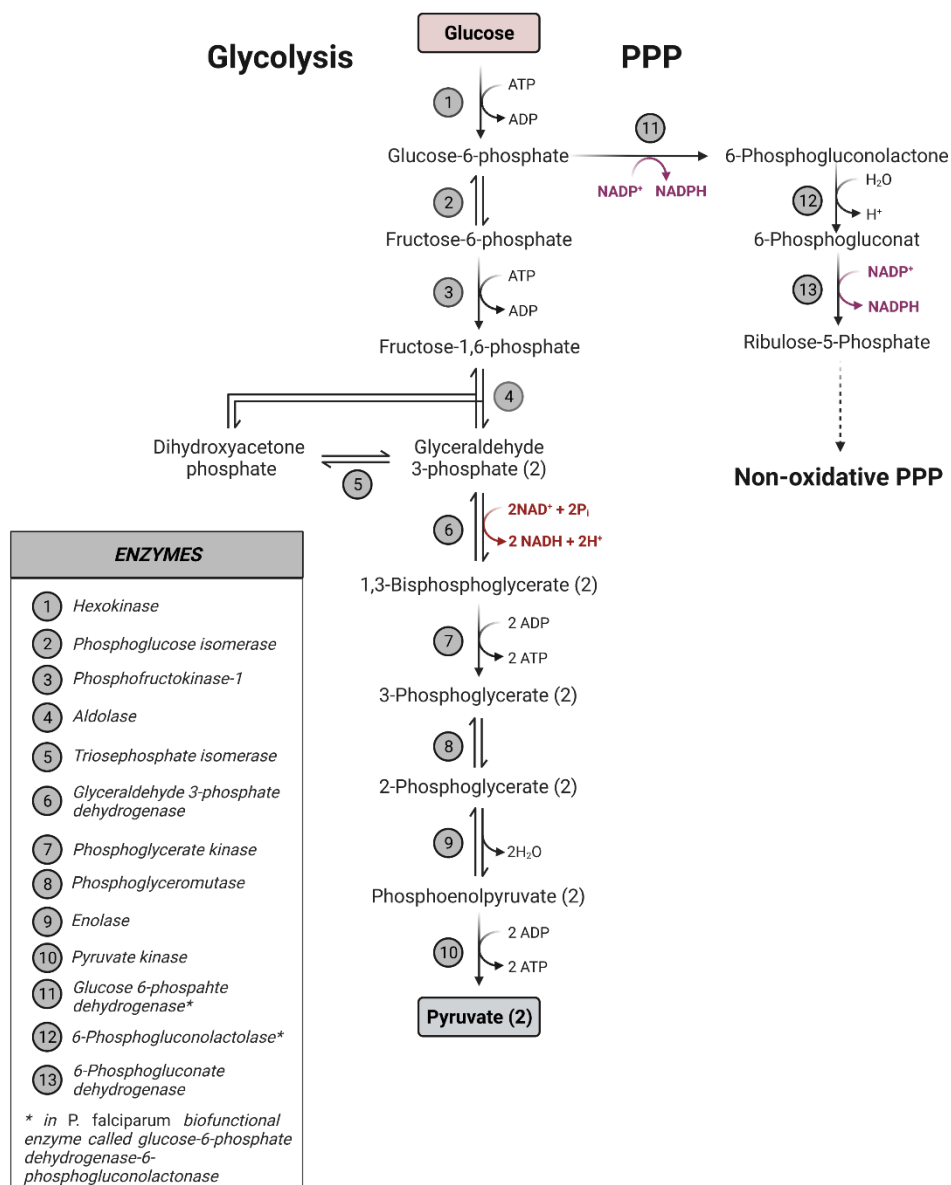 Glycolysis
Glucose
PPP
1
ATP
ADP
Glucose-6-phosphate
11
NADP⁺ NADPH
6-Phosphogluconolactone
12
H₂O
H⁺
2
Fructose-6-phosphate
6-Phosphogluconat
3
ATP
ADP
13
NADP⁺
NADPH
Fructose-1,6-phosphate
Ribulose-5-Phosphate
4
Dihydroxyacetone
phosphate
5
Glyceraldehyde
3-phosphate (2)
Non-oxidative PPP
6
2NAD⁺ + 2Pᵢ
2 NADH + 2H⁺
1,3-Bisphosphoglycerate (2)
7
2 ADP
2 ATP
3-Phosphoglycerate (2)
8
2-Phosphoglycerate (2)
9
2H₂O
Phosphoenolpyruvate (2)
10
2 ADP
2 ATP
Pyruvate (2)
ENZYMES
1 Hexokinase
2 Phosphoglucose isomerase
3 Phosphofructokinase-1
4 Aldolase
5 Triosephosphate isomerase
6 Glyceraldehyde 3-phosphate
dehydrogenase
7 Phosphoglycerate kinase
8 Phosphoglyceromutase
9 Enolase
10 Pyruvate kinase
11 Glucose 6-phospahte
dehydrogenase*
12 6-Phosphogluconolactolase*
13 6-Phosphogluconate
dehydrogenase
* in P. falciparum biofunctional
enzyme called glucose-6-phosphate
dehydrogenase-6-
phosphogluconolactonase